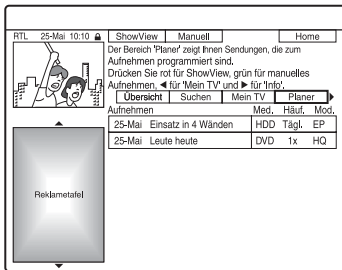 RTL 25-Mai 10:10 ShowView Manuell Home
Der Bereich 'Planer' zeigt Ihnen Sendungen, die zum
Aufnehmen programmiert sind.
Drücken Sie rot für ShowView, grün für manuelles
Aufnehmen, ◀ für 'Mein TV' und ▶ für 'Info'.
Übersicht Suchen Mein TV Planer
Aufnehmen Med. Häuf. Mod.
25-Mai Einsatz in 4 Wänden HDD Tägl. EP
25-Mai Leute heute DVD 1x HQ
Reklametafel